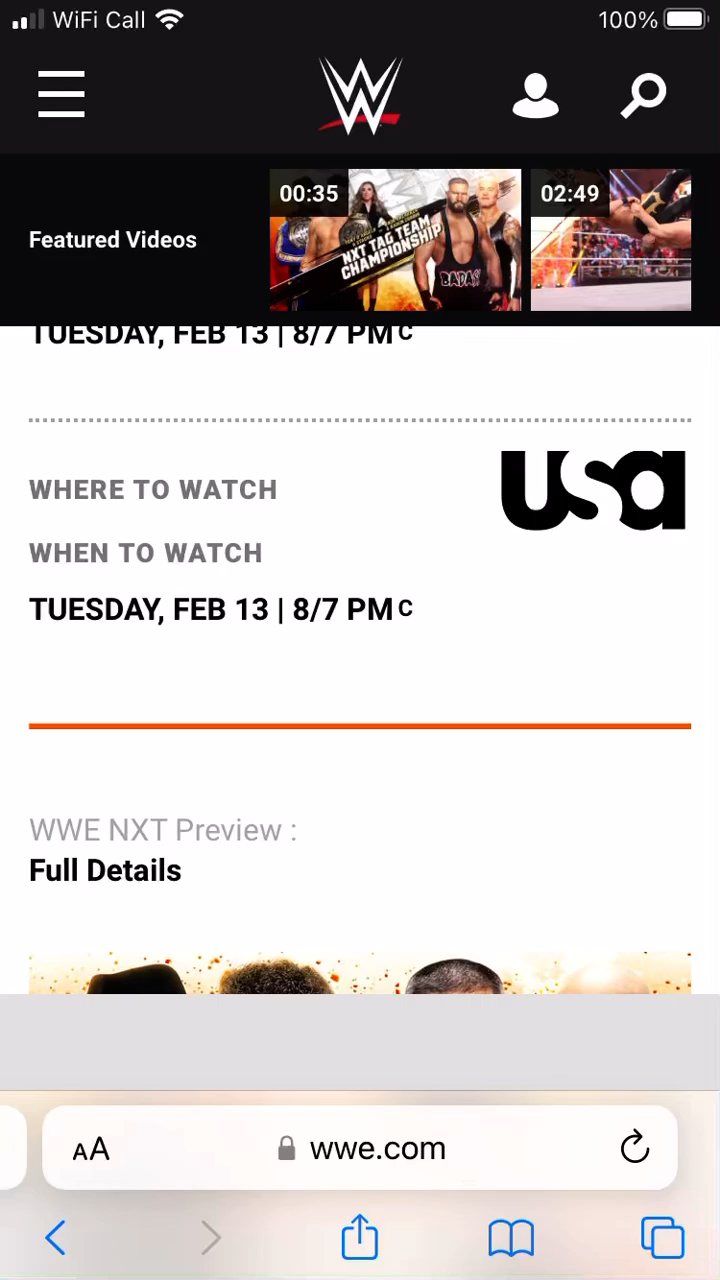 WiFi Call
100%
W
Featured Videos
00:35
NXT TAG TEAM
CHAMPIONSHIP
BADAS
02:49
TUESDAY, FEB 13 | 8/7 PM C
WHERE TO WATCH
usa
WHEN TO WATCH
TUESDAY, FEB 13 | 8/7 PM C
WWE NXT Preview :
Full Details
AA
wwe.com